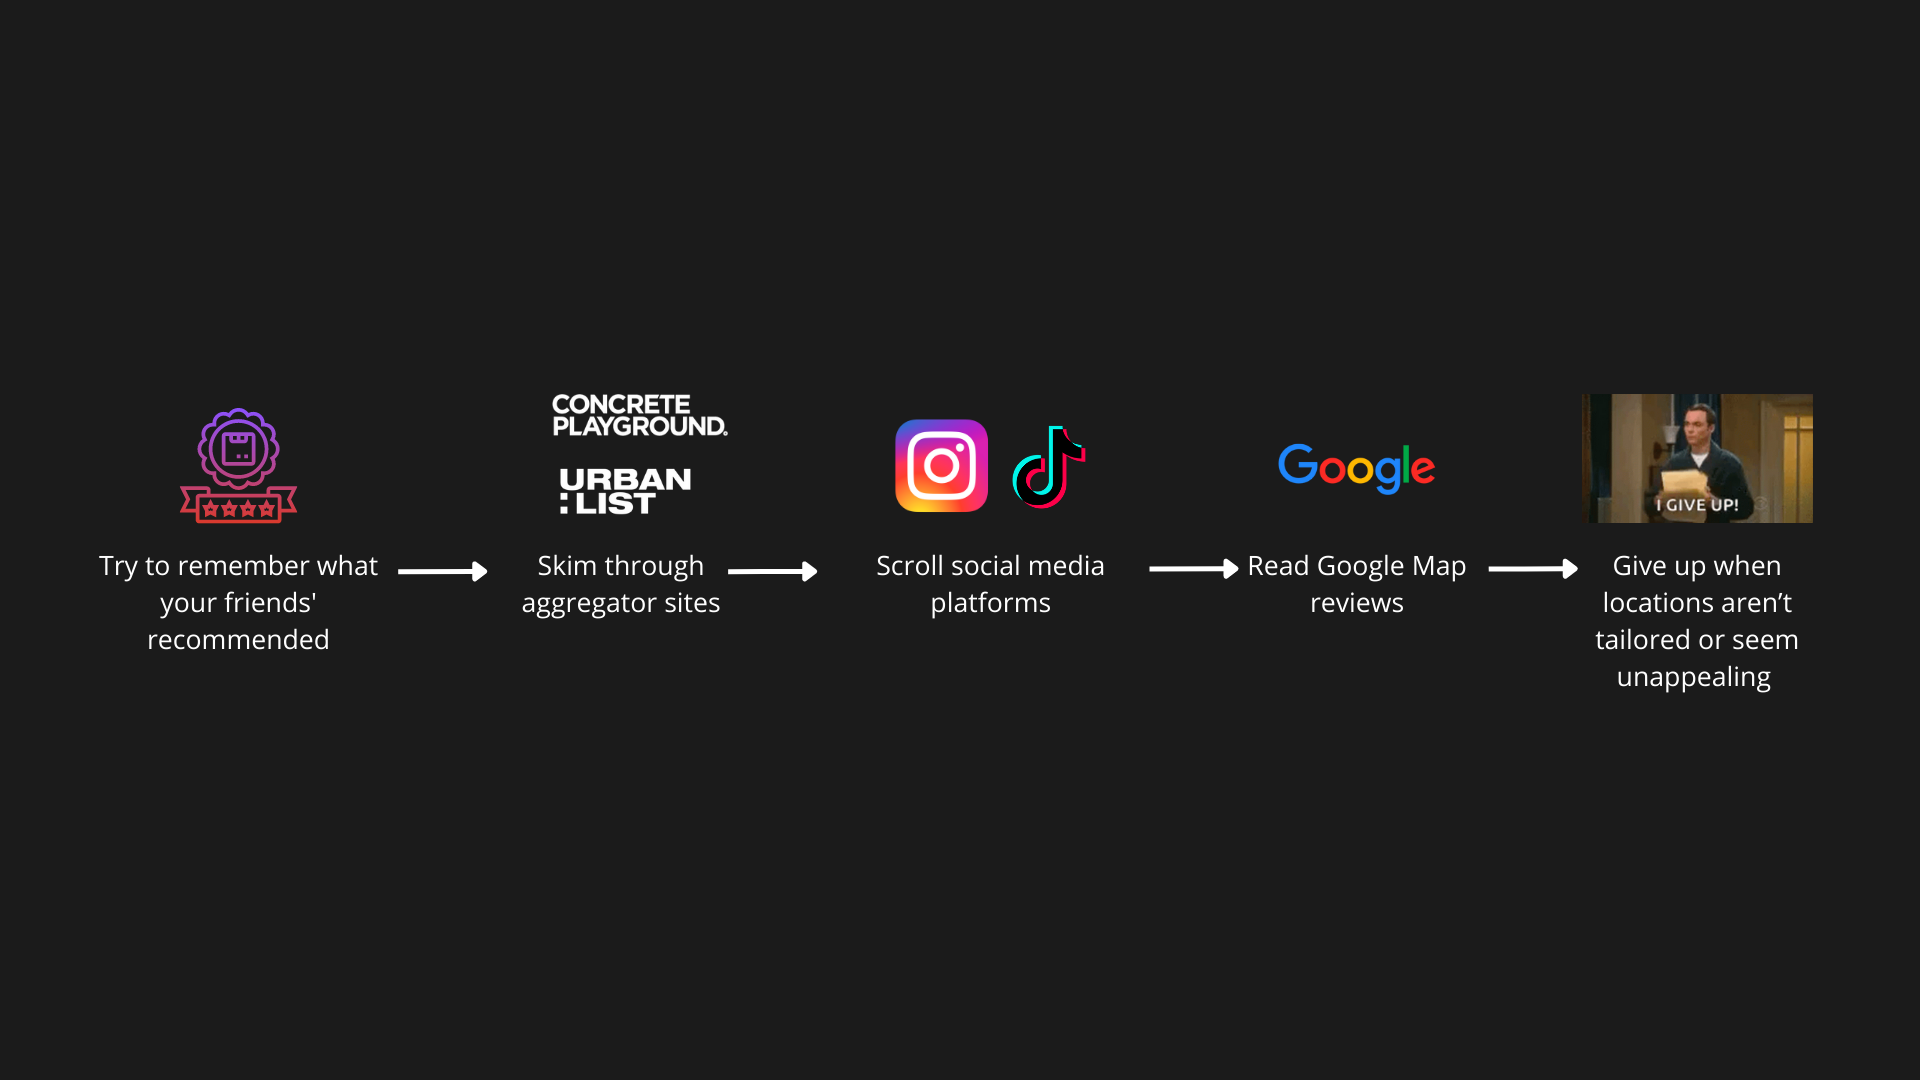 CONCRETE
PLAYGROUND.
URBAN
:LIST
Google
I GIVE UP!
Try to remember what
your friends'
recommended
Skim through
aggregator sites
Scroll social media
platforms
Read Google Map
reviews
Give up when
locations aren’t
tailored or seem
unappealing